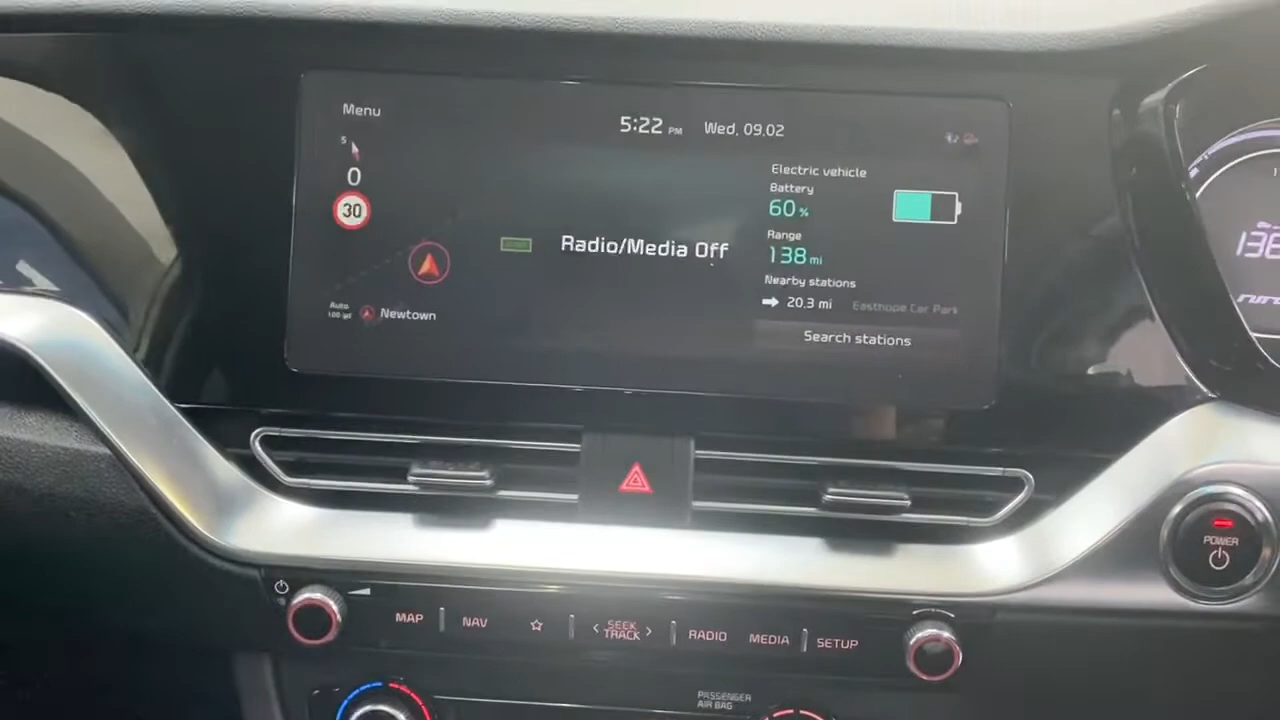 Menu
5:22 PM Wed. 09.02
5
0
30
Radio/Media Off
Electric vehicle
Battery
60 %
Range
138 mi
Nearby stations
20.3 mi Easthope Car Park
Search stations
Auto
Newtown
138
POWER
MAP
NAV
SEEK
TRACK
RADIO
MEDIA
SETUP
PASSENGER
AIR BAG